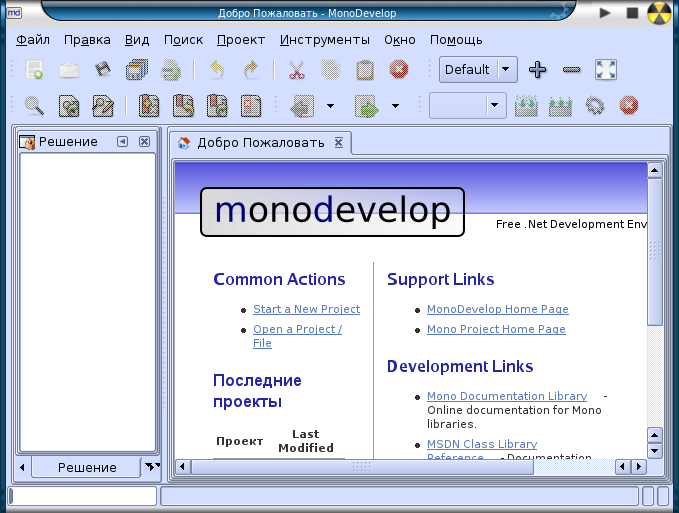 md
Добро Пожаловать - MonoDevelop
Файл Правка Вид Поиск Проект Инструменты Окно Помощь
Default
Решение
Добро Пожаловать
monodevelop
Free .Net Development Env
Common Actions
Start a New Project
Open a Project /
File
Последние
проекты
Проект Last
Modified
Support Links
MonoDevelop Home Page
Mono Project Home Page
Development Links
Mono Documentation Library -
Online documentation for Mono
libraries.
MSDN Class Library
Reference - Documentation
Решение